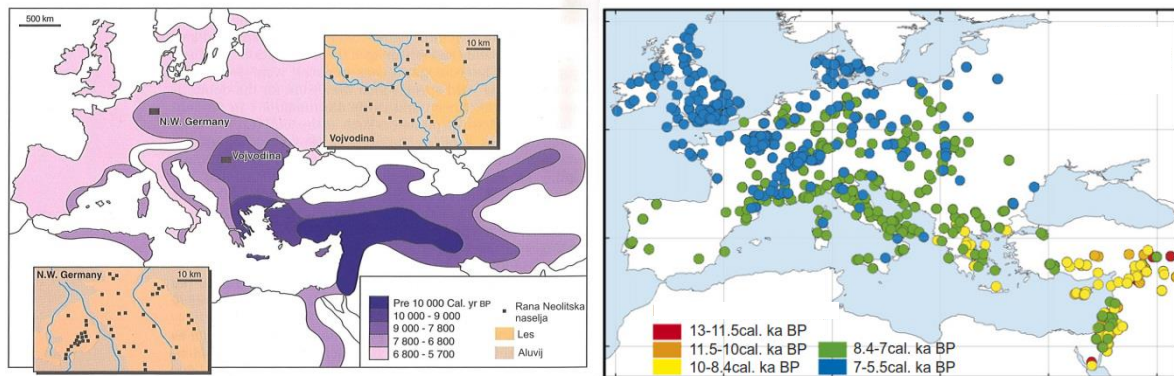 500 km
N.W. Germany
Vojvodina
10 km
Vojvodina
N.W. Germany
10 km
Pre 10 000 Cal. yr BP
10 000 - 9 000
9 000 - 7 800
7 800 - 6 800
6 800 - 5 700
Rana Neolitska
naselja
Les
Aluvij
13-11.5cal. ka BP
11.5-10cal. ka BP
10-8.4cal. ka BP
8.4-7cal. ka BP
7-5.5cal. ka BP